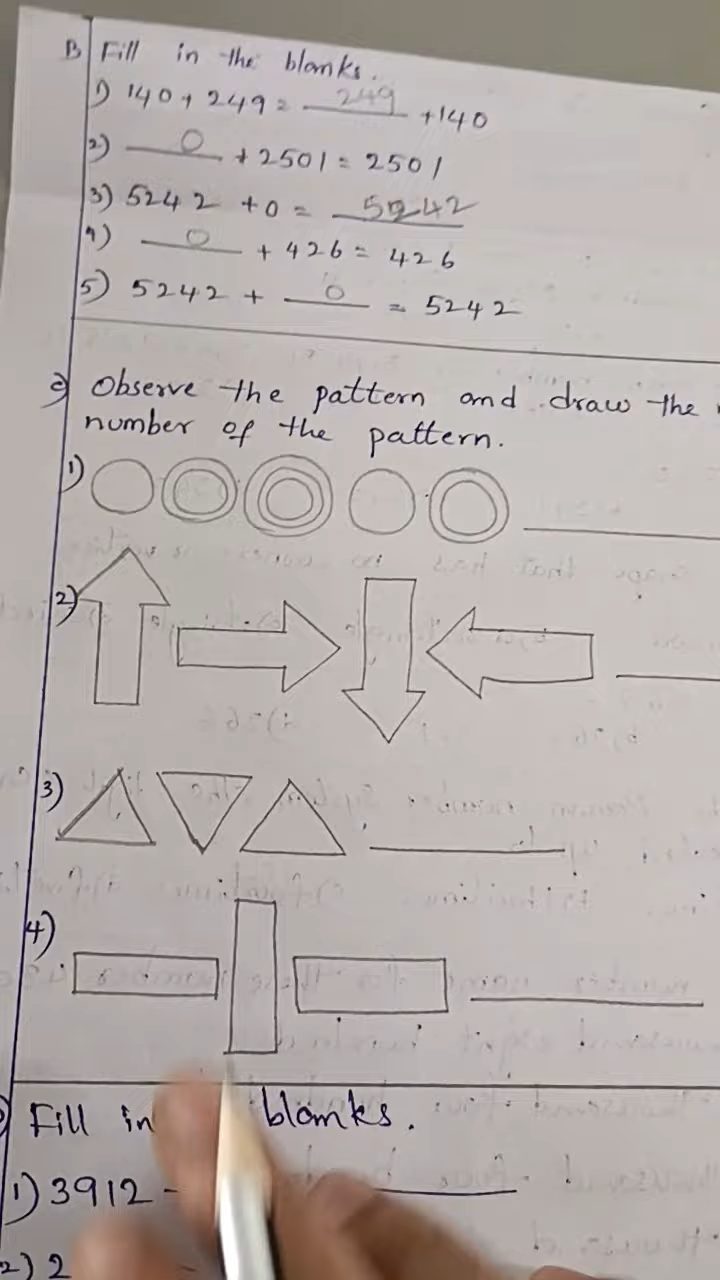 B Fill in the blanks.
1) 140 + 249 = 249 + 140
2) 0 + 2501 = 2501
3) 5242 + 0 = 5242
4) 0 + 426 = 426
5) 5242 + 0 = 5242
c) Observe the pattern and draw the
number of the pattern.
1)
2)
3)
4)
Fill in blanks.
1) 3912 -
2) 2